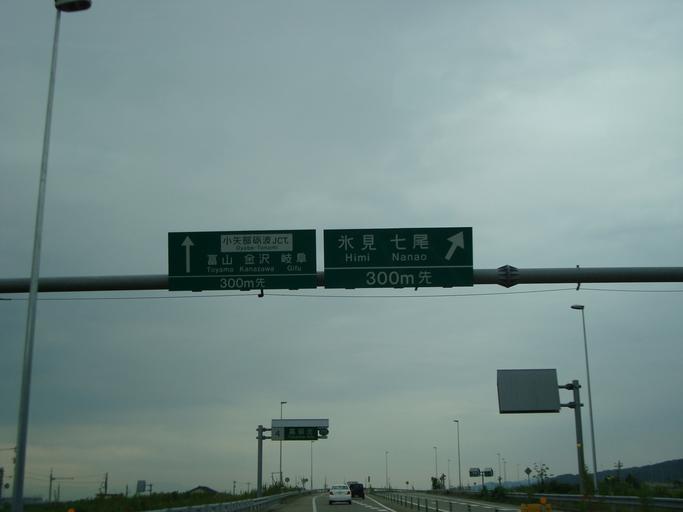 小矢部砺波JCT.
Oyabe-Tonami
富山 金沢 岐阜
Toyama Kanazawa Gifu
300m先
氷見 七尾
Himi Nanao
300m先